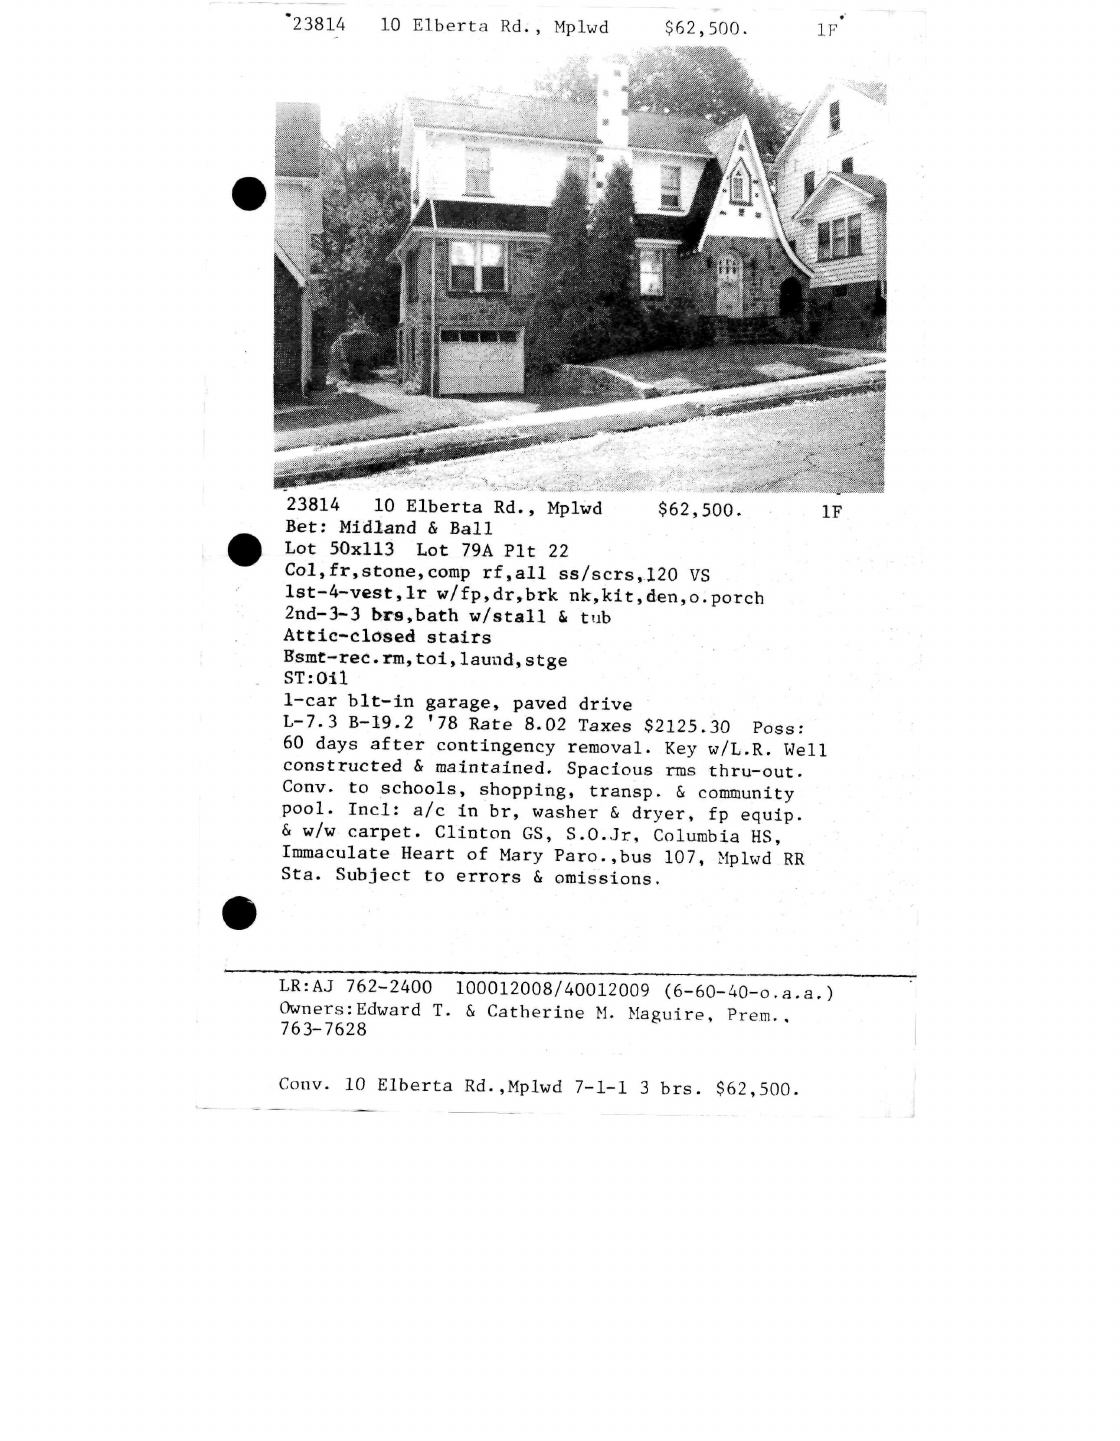 23814 10 Elberta Rd., Mplwd $62,500. 1F
23814 10 Elberta Rd., Mplwd $62,500. 1F
Bet: Midland & Ball
Lot 50x113 Lot 79A Plt 22
Col,fr,stone,comp rf,all ss/scrs,120 VS
1st-4-vest,lr w/fp,dr,brk nk,kit,den,o.porch
2nd-3-3 brs,bath w/stall & tub
Attic-closed stairs
Bsmt-rec.rm,toi,laund,stge
ST:Oil
1-car blt-in garage, paved drive
L-7.3 B-19.2 '78 Rate 8.02 Taxes $2125.30 Poss:
60 days after contingency removal. Key w/L.R. Well
constructed & maintained. Spacious rms thru-out.
Conv. to schools, shopping, transp. & community
pool. Incl: a/c in br, washer & dryer, fp equip.
& w/w carpet. Clinton GS, S.O.Jr, Columbia HS,
Immaculate Heart of Mary Paro.,bus 107, Mplwd RR
Sta. Subject to errors & omissions.
LR:AJ 762-2400 100012008/40012009 (6-60-40-o.a.a.)
Owners:Edward T. & Catherine M. Maguire, Prem.,
763-7628
Conv. 10 Elberta Rd.,Mplwd 7-1-1 3 brs. $62,500.